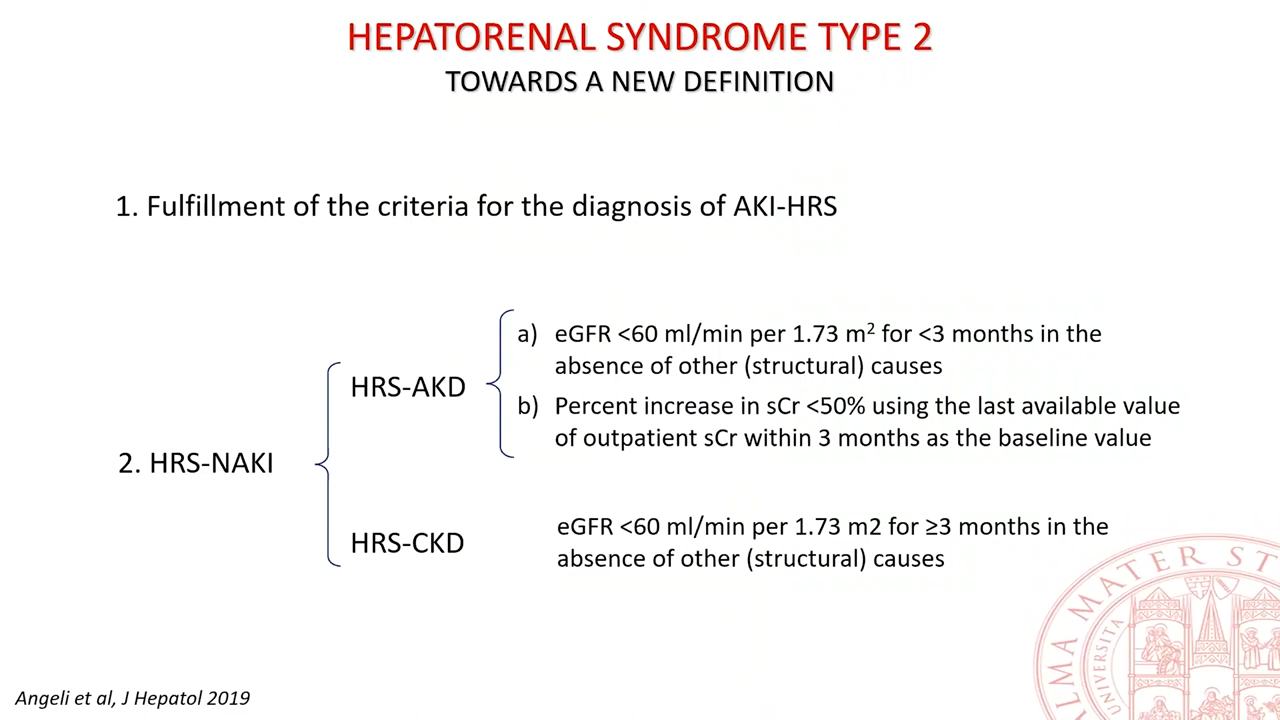 HEPATORENAL SYNDROME TYPE 2
TOWARDS A NEW DEFINITION
1. Fulfillment of the criteria for the diagnosis of AKI-HRS
2. HRS-NAKI
HRS-AKD
a) eGFR <60 ml/min per 1.73 m² for <3 months in the
absence of other (structural) causes
b) Percent increase in sCr <50% using the last available value
of outpatient sCr within 3 months as the baseline value
HRS-CKD
eGFR <60 ml/min per 1.73 m2 for ≥3 months in the
absence of other (structural) causes
Angeli et al, J Hepatol 2019
LMA MATER ST
UNIVERSITA